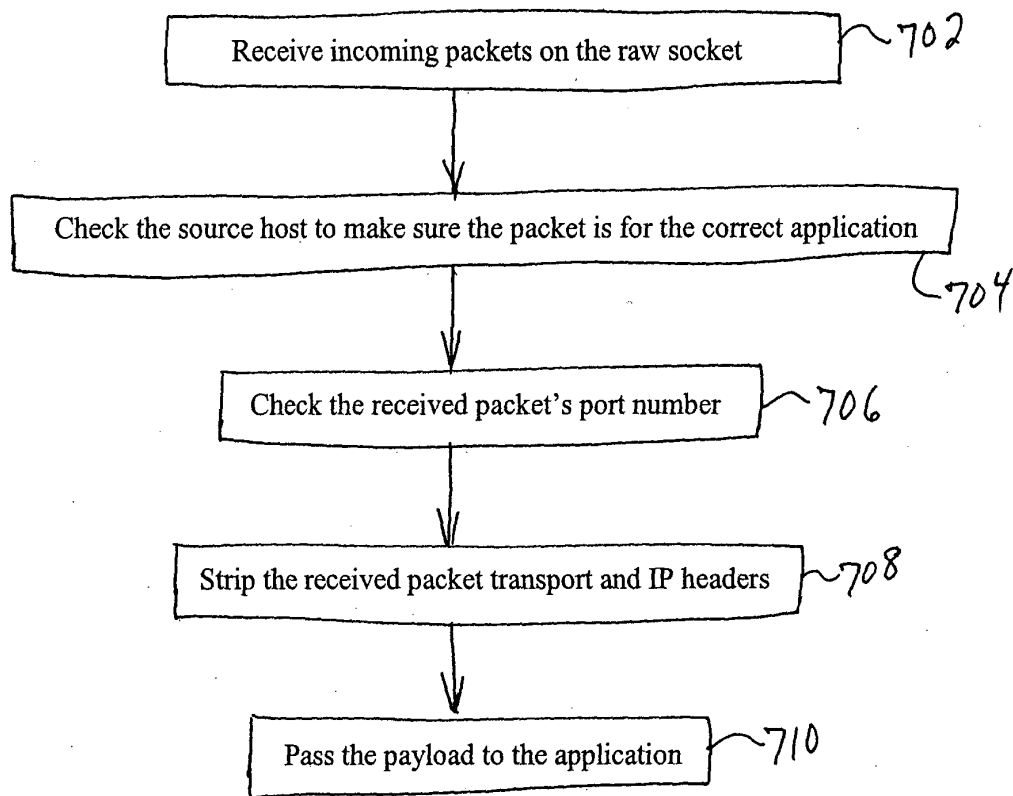 Receive incoming packets on the raw socket
702
Check the source host to make sure the packet is for the correct application
704
Check the received packet's port number
706
Strip the received packet transport and IP headers
708
Pass the payload to the application
710